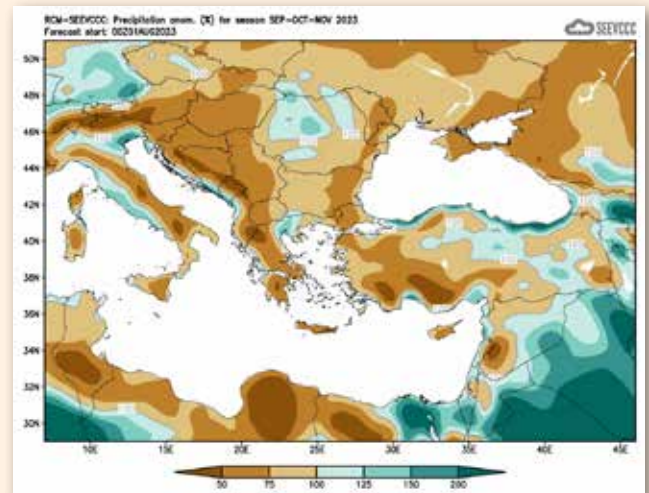 RCM-SEEVCCC: Precipitation anom. (%) for season SEP-OCT-NOV 2023
Forecast start: 00Z01AUG2023
SEEVCCC
50N
48N
46N
44N
42N
40N
38N
36N
34N
32N
30N
10E
15E
20E
25E
30E
35E
40E
45E
50
75
100
125
150
200